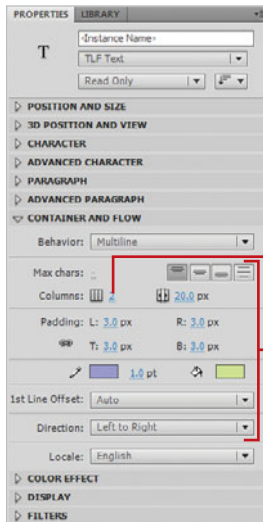 PROPERTIES LIBRARY
T
<Instance Name>
TLF Text
Read Only
POSITION AND SIZE
3D POSITION AND VIEW
CHARACTER
ADVANCED CHARACTER
PARAGRAPH
ADVANCED PARAGRAPH
CONTAINER AND FLOW
Behavior: Multiline
Max chars: -
Columns: 2 20.0 px
Padding: L: 3.0 px R: 3.0 px
T: 3.0 px B: 3.0 px
1.0 pt
1st Line Offset: Auto
Direction: Left to Right
Locale: English
COLOR EFFECT
DISPLAY
FILTERS